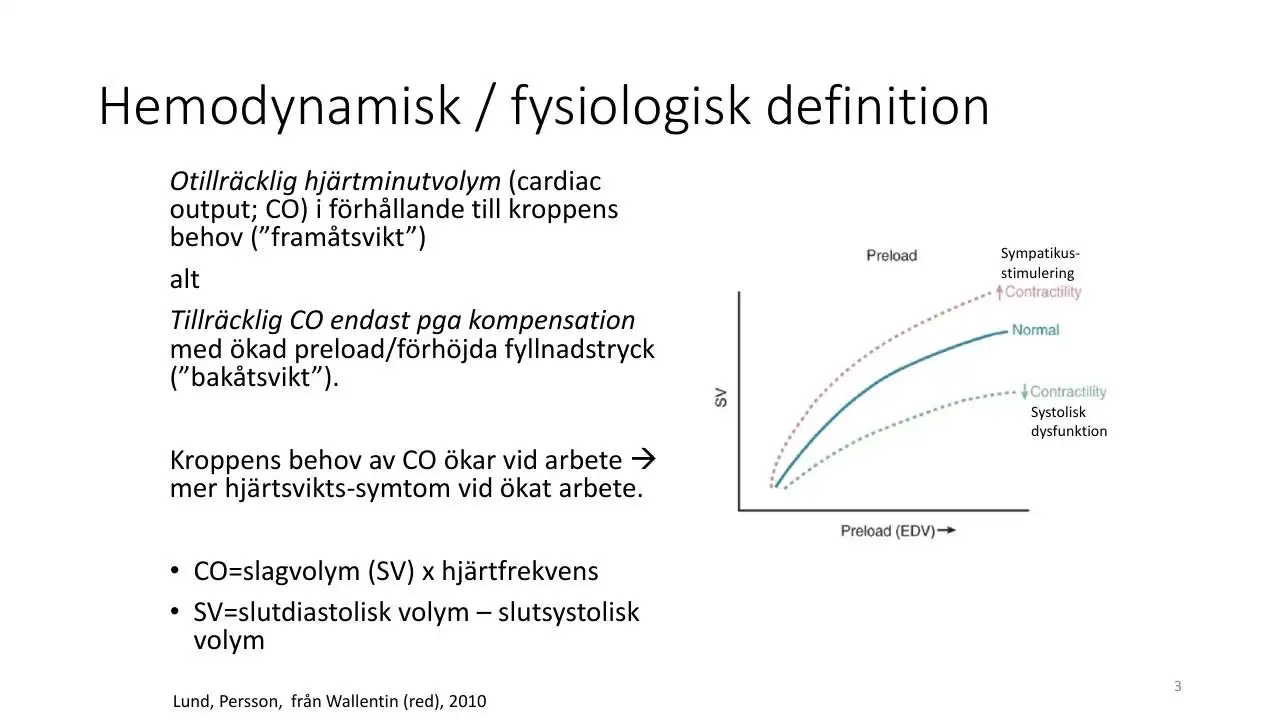 Hemodynamisk / fysiologisk definition
Otillräcklig hjärtminutvolym (cardiac
output; CO) i förhållande till kroppens
behov (”framåtsvikt”)
alt
Tillräcklig CO endast pga kompensation
med ökad preload/förhöjda fyllnadstryck
(”bakåtsvikt”).
Kroppens behov av CO ökar vid arbete →
mer hjärtsvikts-symtom vid ökat arbete.
• CO=slagvolym (SV) x hjärtfrekvens
• SV=slutdiastolisk volym – slutsystolisk
volym
Lund, Persson, från Wallentin (red), 2010
Preload
Sympatikus-
stimulering
↑Contractility
Normal
↓Contractility
Systolisk
dysfunktion
SV
Preload (EDV)→
3